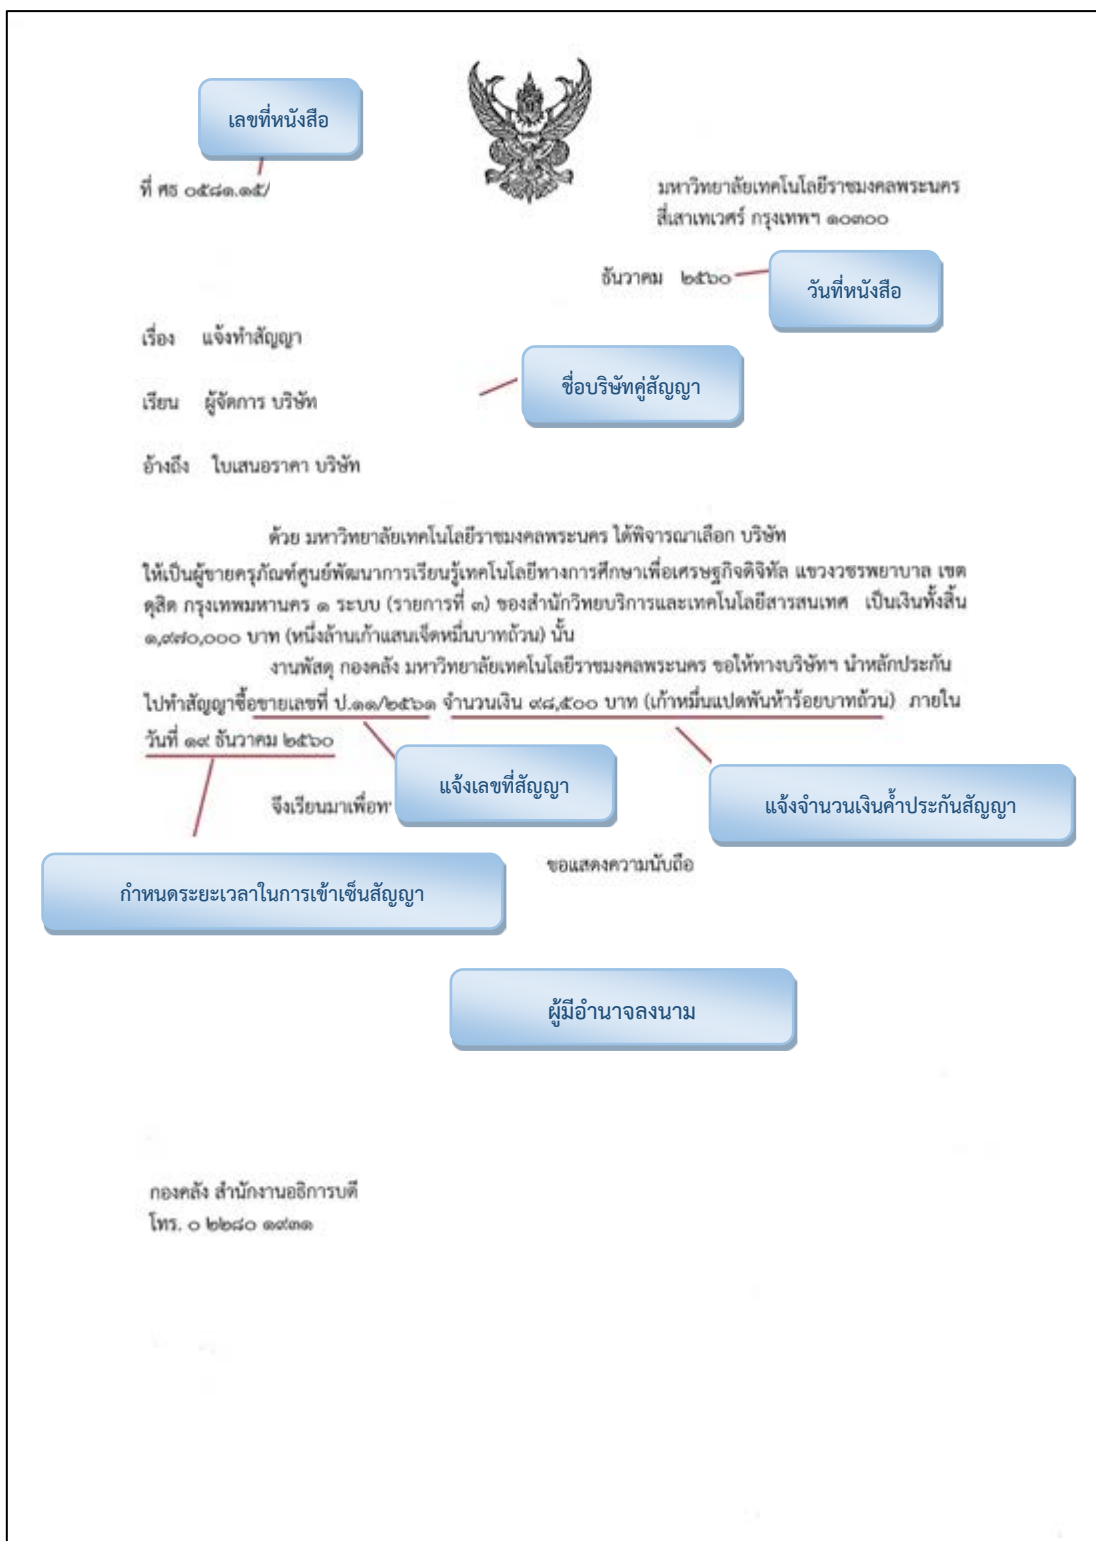 เลขที่หนังสือ
ที่ ศธ ๐๕๘๑.๑๕/
มหาวิทยาลัยเทคโนโลยีราชมงคลพระนคร
สี่เสาเทเวศร์ กรุงเทพฯ ๑๐๓๐๐
ธันวาคม ๒๕๖๐
วันที่หนังสือ
เรื่อง แจ้งทำสัญญา
ชื่อบริษัทคู่สัญญา
เรียน ผู้จัดการ บริษัท
อ้างถึง ใบเสนอราคา บริษัท
ด้วย มหาวิทยาลัยเทคโนโลยีราชมงคลพระนคร ได้พิจารณาเลือก บริษัท
ให้เป็นผู้ขายครุภัณฑ์ศูนย์พัฒนาการเรียนรู้เทคโนโลยีทางการศึกษาเพื่อเศรษฐกิจดิจิทัล แขวงวชรพยาบาล เขต
ดุสิต กรุงเทพมหานคร ๑ ระบบ (รายการที่ ๓) ของสำนักวิทยบริการและเทคโนโลยีสารสนเทศ เป็นเงินทั้งสิ้น
๑,๙๗๐,๐๐๐ บาท (หนึ่งล้านเก้าแสนเจ็ดหมื่นบาทถ้วน) นั้น
งานพัสดุ กองคลัง มหาวิทยาลัยเทคโนโลยีราชมงคลพระนคร ขอให้ทางบริษัทฯ นำหลักประกัน
ไปทำสัญญาซื้อขายเลขที่ ป.๑๑/๒๕๖๑ จำนวนเงิน ๙๘,๕๐๐ บาท (เก้าหมื่นแปดพันห้าร้อยบาทถ้วน) ภายใน
วันที่ ๑๙ ธันวาคม ๒๕๖๐
แจ้งเลขที่สัญญา
แจ้งจำนวนเงินค้ำประกันสัญญา
จึงเรียนมาเพื่อท
ขอแสดงความนับถือ
กำหนดระยะเวลาในการเข้าเซ็นสัญญา
ผู้มีอำนาจลงนาม
กองคลัง สำนักงานอธิการบดี
โทร. ๐ ๒๒๘๐ ๑๙๓๑